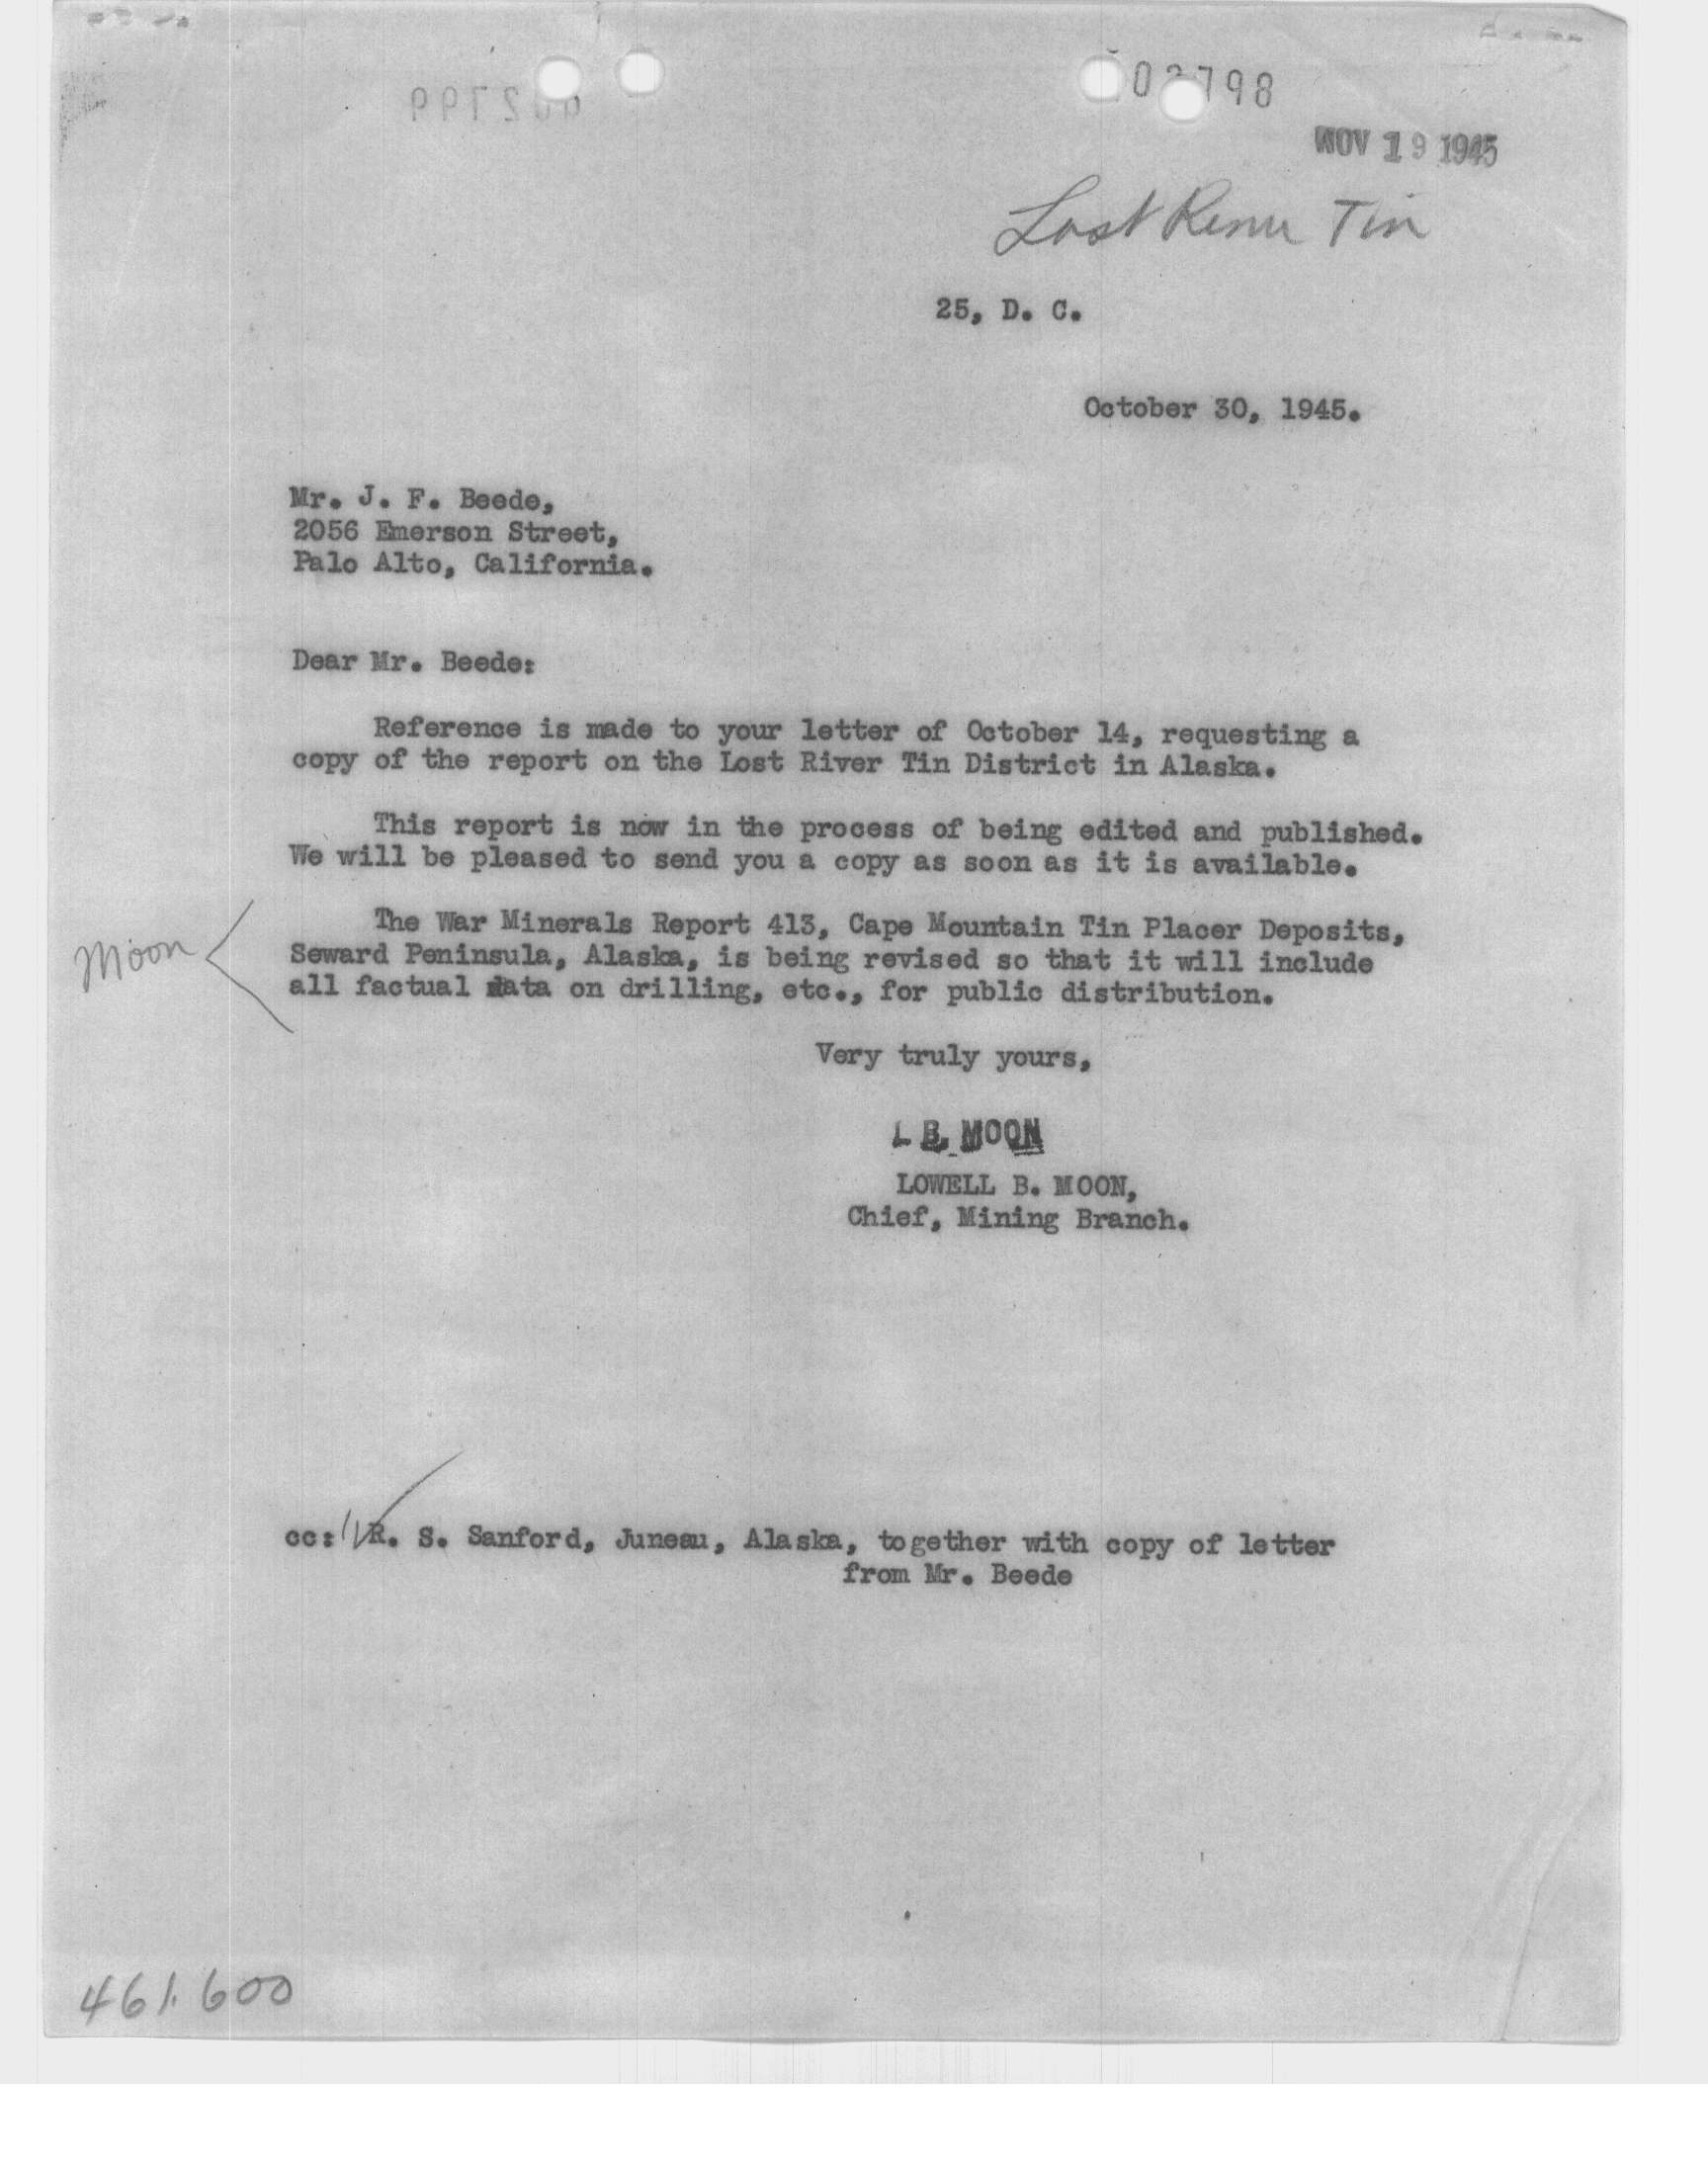 02798
NOV 19 1945
Lost River Tin
25, D. C.
October 30, 1945.
Mr. J. F. Beede,
2056 Emerson Street,
Palo Alto, California.
Dear Mr. Beede:
Reference is made to your letter of October 14, requesting a
copy of the report on the Lost River Tin District in Alaska.
This report is now in the process of being edited and published.
We will be pleased to send you a copy as soon as it is available.
Moon
The War Minerals Report 413, Cape Mountain Tin Placer Deposits,
Seward Peninsula, Alaska, is being revised so that it will include
all factual data on drilling, etc., for public distribution.
Very truly yours,
L B. MOON
LOWELL B. MOON,
Chief, Mining Branch.
cc: R. S. Sanford, Juneau, Alaska, together with copy of letter
from Mr. Beede
461.600